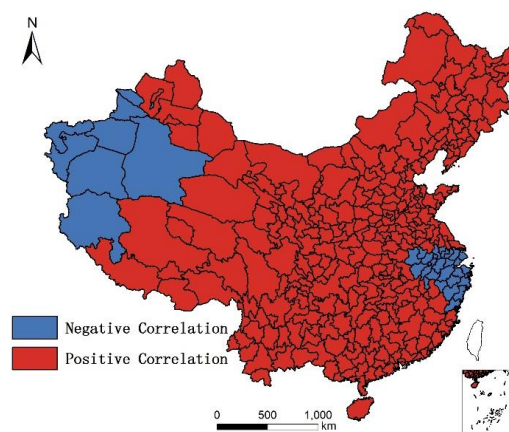 N
Negative Correlation
Positive Correlation
0 500 1,000
km